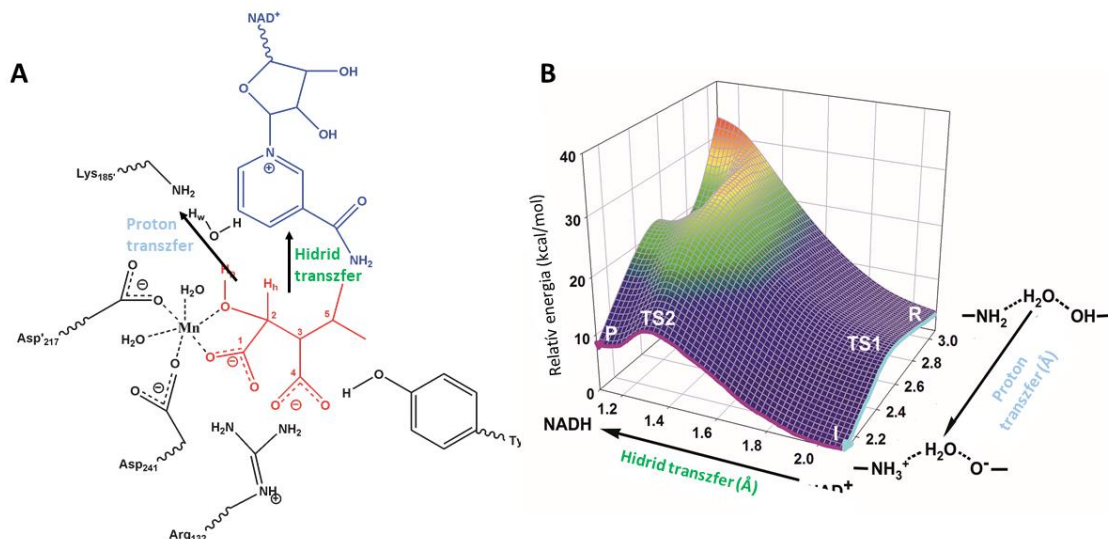 A
NAD⁺
O
OH
OH
N
⊕
Lys₁₈₅'
NH₂
Hw
O
H
Proton
transzfer
O
NH₂
Hidrid
transzfer
Hh
O
⊖
O
H₂O
O
2
5
Mn
H₂O
Asp'₂₁₇
3
O
1
⊖
O
4
O
⊖
O
O
⊖
O
H
O
Asp₂₄₁
H₂N
NH₂
NH
⊕
Arg₁₃₂
B
Relatív energia (kcal/mol)
40
30
20
10
0
P
TS2
TS1
R
I
1.2
1.4
1.6
1.8
2.0
2.2
2.4
2.6
2.8
3.0
NADH
Hidrid transzfer (Å)
NH₂
H₂O
OH
Proton
transzfer (Å)
NH₃⁺
H₂O
O⁻